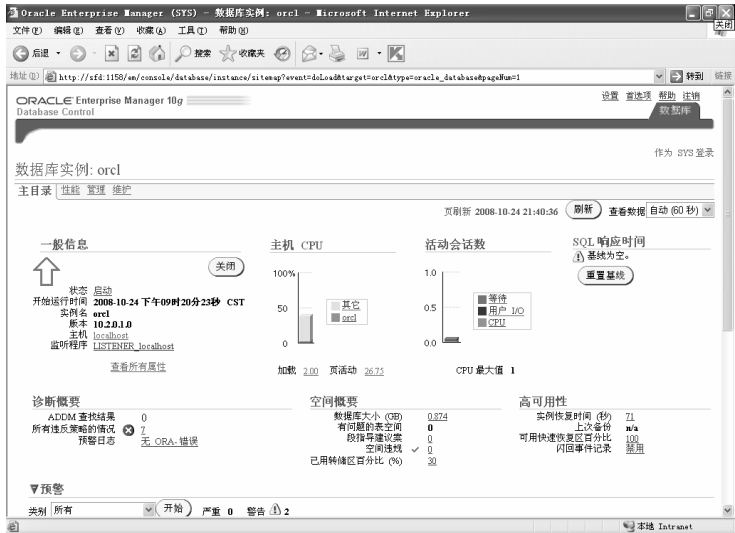 Oracle Enterprise Manager (SYS) - 数据库实例: orcl - Microsoft Internet Explorer
关闭
文件(F) 编辑(E) 查看(V) 收藏(A) 工具(T) 帮助(H)
后退 搜索 收藏夹
地址(D) http://sfd:1158/em/console/database/instance/sitemap?event=doLoad&target=orcl&type=oracle_database&pageNum=1 转到 链接
ORACLE Enterprise Manager 10g
Database Control
设置 首选项 帮助 注销
数据库
作为 SYS 登录
数据库实例: orcl
主目录 性能 管理 维护
页刷新 2008-10-24 21:40:36 刷新 查看数据 自动 (60 秒)
一般信息
关闭
状态 启动
开始运行时间 2008-10-24 下午09时20分23秒 CST
实例名 orcl
版本 10.2.0.1.0
主机 localhost
监听程序 LISTENER_localhost
查看所有属性
主机 CPU
100%
50
0
其它
orcl
加载 2.00 页活动 26.75
活动会话数
1.0
0.5
0.0
等待
用户 I/O
CPU
CPU 最大值 1
SQL 响应时间
基线为空。
重置基线
诊断概要
ADDM 查找结果 0
所有违反策略的情况 7
预警日志 无 ORA- 错误
空间概要
数据库大小 (GB) 0.874
有问题的表空间 0
段指导建议案 0
空间违规 0
已用转储区百分比 (%) 30
高可用性
实例恢复时间 (秒) 71
上次备份 n/a
可用快速恢复区百分比 100
闪回事件记录 禁用
▼预警
类别 所有 开始 严重 0 警告 2
本地 Intranet